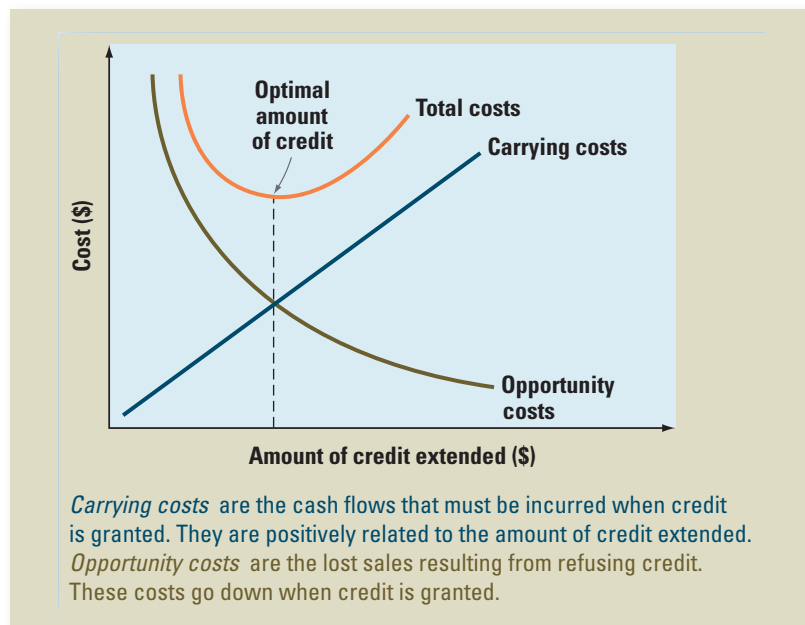 Optimal
amount
of credit
Total costs
Carrying costs
Cost ($)
Opportunity
costs
Amount of credit extended ($)
Carrying costs are the cash flows that must be incurred when credit
is granted. They are positively related to the amount of credit extended.
Opportunity costs are the lost sales resulting from refusing credit.
These costs go down when credit is granted.